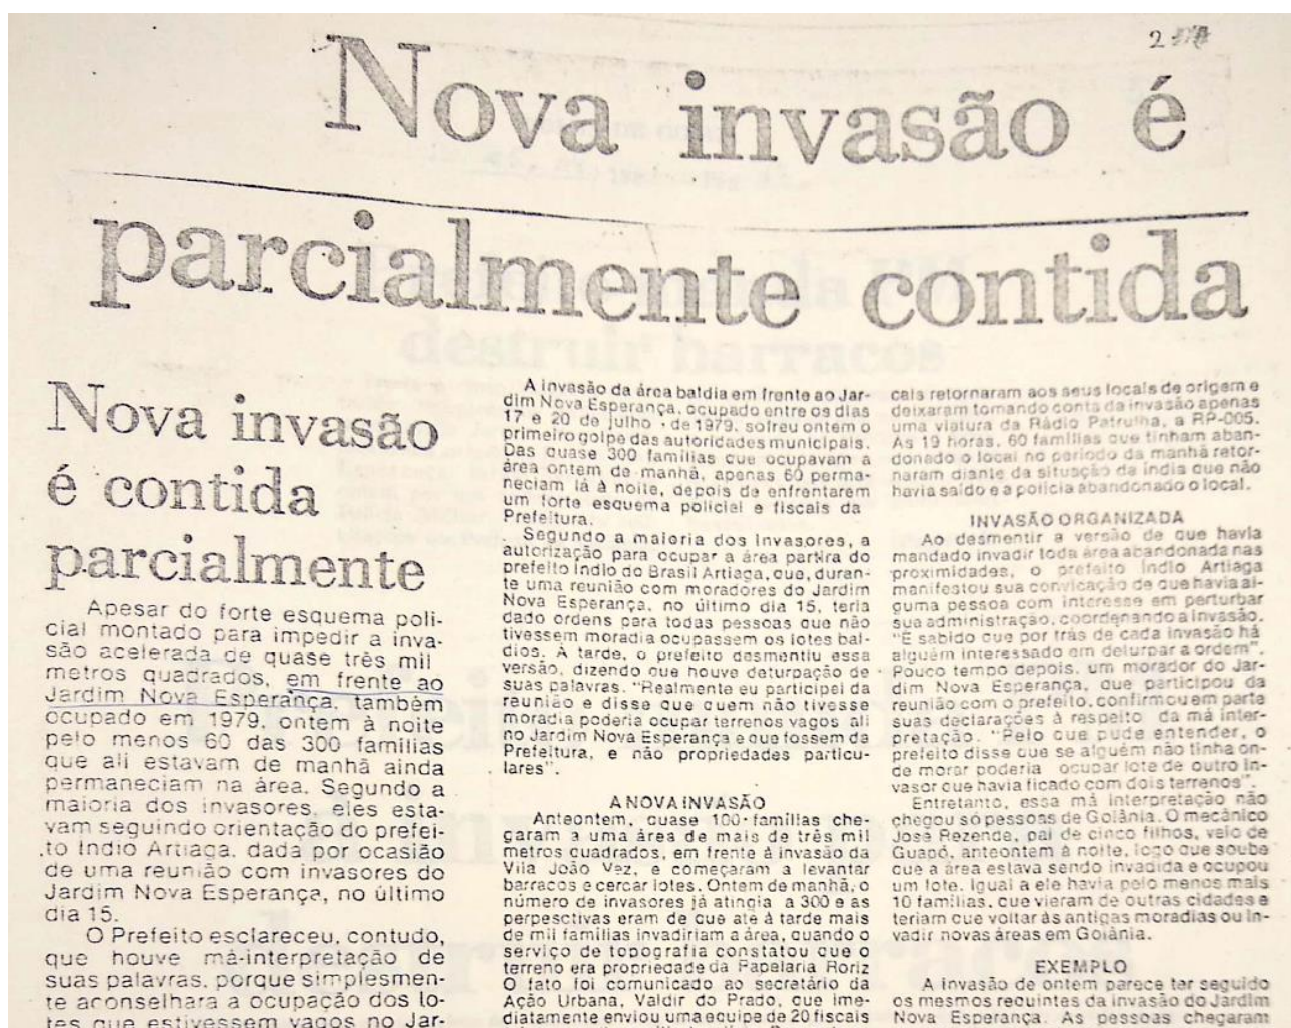 2
Nova invasão é
parcialmente contida
Nova invasão
é contida
parcialmente
Apesar do forte esquema poli-
cial montado para impedir a inva-
são acelerada de quase três mil
metros quadrados, em frente ao
Jardim Nova Esperança, também
ocupado em 1979, ontem à noite
pelo menos 60 das 300 famílias
que ali estavam de manhã ainda
permaneciam na área. Segundo a
maioria dos invasores, eles esta-
vam seguindo orientação do prefei-
to Indio Artiaga, dada por ocasião
de uma reunião com invasores do
Jardim Nova Esperança, no último
dia 15.
O Prefeito esclareceu, contudo,
que houve má-interpretação de
suas palavras, porque simplesmen-
te aconselhara a ocupação dos lo-
tes que estivessem vagos no Jar-
A invasão da área baldia em frente ao Jar-
dim Nova Esperança, ocupado entre os dias
17 e 20 de julho de 1979, sofreu ontem o
primeiro golpe das autoridades municipais.
Das quase 300 famílias que ocupavam a
área ontem de manhã, apenas 60 perma-
neciam lá à noite, depois de enfrentarem
um forte esquema policial e fiscais da
Prefeitura.
Segundo a maioria dos invasores, a
autorização para ocupar a área partira do
prefeito Indio do Brasil Artiaga, que, duran-
te uma reunião com moradores do Jardim
Nova Esperança, no último dia 15, teria
dado ordens para todas pessoas que não
tivessem moradia ocupassem os lotes bal-
dios. À tarde, o prefeito desmentiu essa
versão, dizendo que houve deturpação de
suas palavras. "Realmente eu participei da
reunião e disse que quem não tivesse
moradia poderia ocupar terrenos vagos ali
no Jardim Nova Esperança e que fossem da
Prefeitura, e não propriedades particu-
lares".
A NOVA INVASÃO
Anteontem, quase 100 famílias che-
garam a uma área de mais de três mil
metros quadrados, em frente à invasão da
Vila João Vaz, e começaram a levantar
barracos e cercar lotes. Ontem de manhã, o
número de invasores já atingia a 300 e as
perpesctivas eram de que até à tarde mais
de mil famílias invadiriam a área, quando o
serviço de topografia constatou que o
terreno era propriedade da Papelaria Roriz
O fato foi comunicado ao secretário da
Ação Urbana, Valdir do Prado, que ime-
diatamente enviou uma equipe de 20 fiscais
cais retornaram aos seus locais de origem e
deixaram tomando conta da invasão apenas
uma viatura da Rádio Patrulha, a RP-005.
As 19 horas, 60 famílias que tinham aban-
donado o local no período da manhã retor-
naram diante da situação da índia que não
havia saído e a polícia abandonado o local.
INVASÃO ORGANIZADA
Ao desmentir a versão de que havia
mandado invadir toda área abandonada nas
proximidades, o prefeito Indio Artiaga
manifestou sua convicação de que havia al-
guma pessoa com interesse em perturbar
sua administração, coordenando a invasão.
"É sabido que por trás de cada invasão há
alguém interessado em deturpar a ordem".
Pouco tempo depois, um morador do Jar-
dim Nova Esperança, que participou da
reunião com o prefeito, confirmou em parte
suas declarações à respeito da má inter-
pretação. "Pelo que pude entender, o
prefeito disse que se alguém não tinha on-
de morar poderia ocupar lote de outro in-
vasor que havia ficado com dois terrenos".
Entretanto, essa má interpretação não
chegou só pessoas de Goiânia. O mecânico
José Rezende, pai de cinco filhos, veio de
Guapó, anteontem à noite, logo que soube
que a área estava sendo invadida e ocupou
um lote. Igual a ele havia pelo menos mais
10 famílias, que vieram de outras cidades e
teriam que voltar às antigas moradias ou in-
vadir novas áreas em Goiânia.
EXEMPLO
A invasão de ontem parece ter seguido
os mesmos requintes da invasão do Jardim
Nova Esperança. As pessoas chegaram